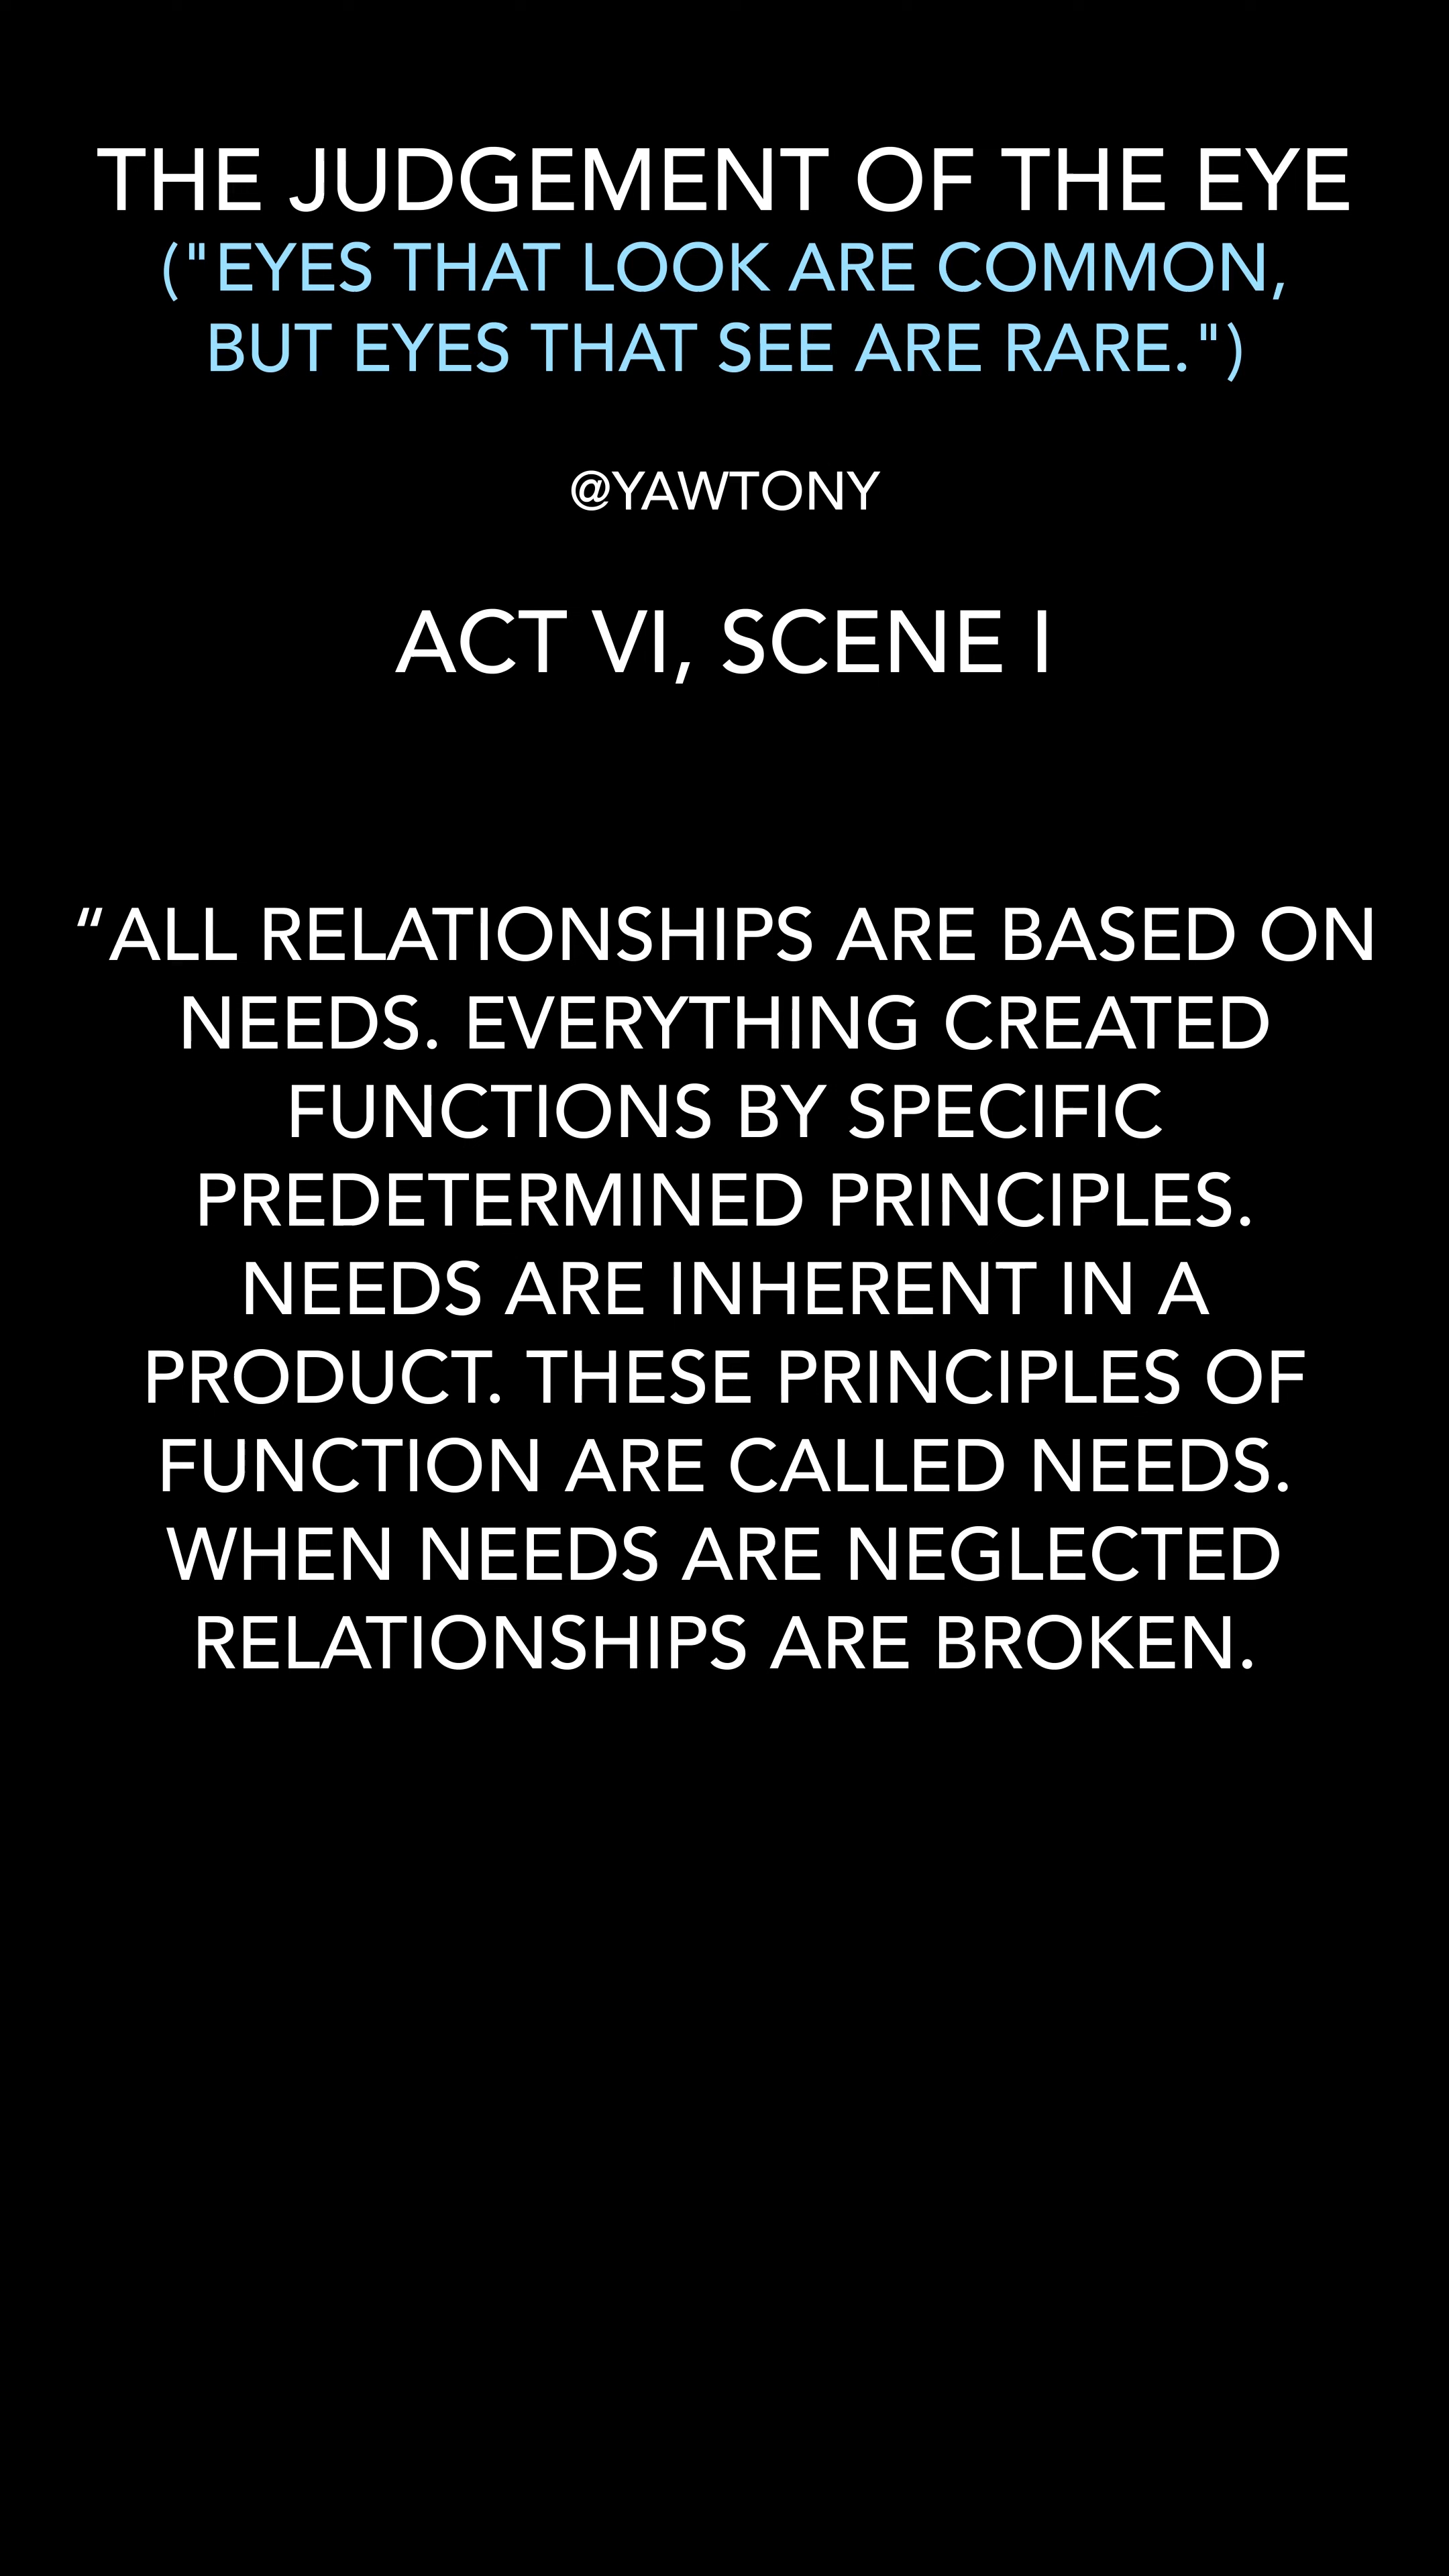 THE JUDGEMENT OF THE EYE
("EYES THAT LOOK ARE COMMON,
BUT EYES THAT SEE ARE RARE.")
@YAWTONY
ACT VI, SCENE I
“ALL RELATIONSHIPS ARE BASED ON
NEEDS. EVERYTHING CREATED
FUNCTIONS BY SPECIFIC
PREDETERMINED PRINCIPLES.
NEEDS ARE INHERENT IN A
PRODUCT. THESE PRINCIPLES OF
FUNCTION ARE CALLED NEEDS.
WHEN NEEDS ARE NEGLECTED
RELATIONSHIPS ARE BROKEN.